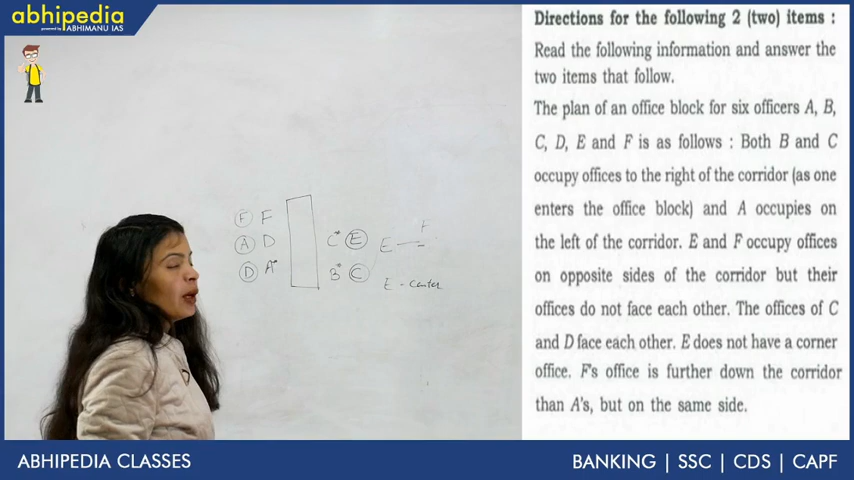 abhipedia
powered by ABHIMANU IAS
F F
A D
D A*
C* E
B* C
E — F
E - center
Directions for the following 2 (two) items :
Read the following information and answer the
two items that follow.
The plan of an office block for six officers A, B,
C, D, E and F is as follows : Both B and C
occupy offices to the right of the corridor (as one
enters the office block) and A occupies on
the left of the corridor. E and F occupy offices
on opposite sides of the corridor but their
offices do not face each other. The offices of C
and D face each other. E does not have a corner
office. F's office is further down the corridor
than A's, but on the same side.
ABHIPEDIA CLASSES
BANKING | SSC | CDS | CAPF